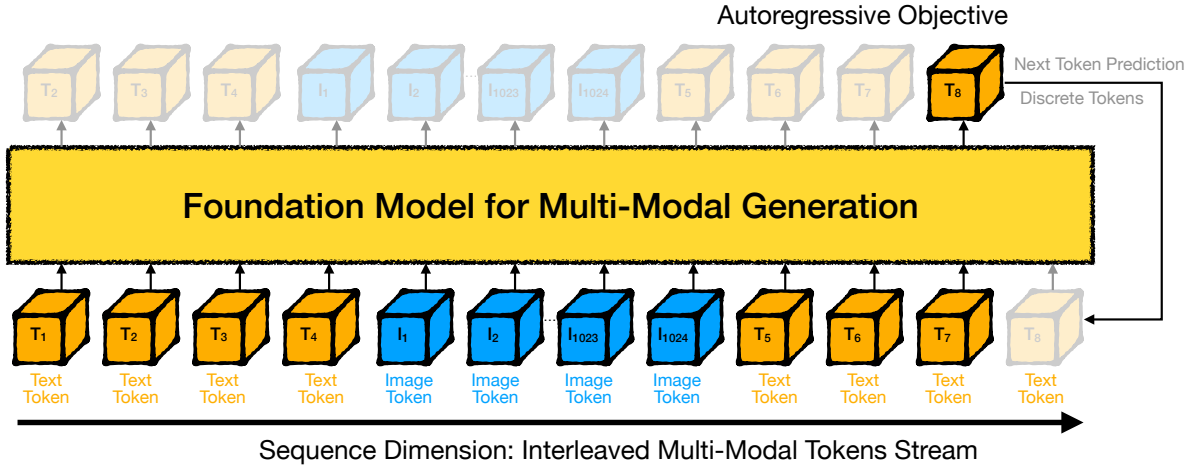 Autoregressive Objective
T2 T3 T4 I1 I2 ... I1023 I1024 T5 T6 T7 T8
Next Token Prediction
Discrete Tokens
Foundation Model for Multi-Modal Generation
T1 T2 T3 T4 I1 I2 ... I1023 I1024 T5 T6 T7 T8
Text Text Text Text Image Image Image Image Text Text Text Text
Token Token Token Token Token Token Token Token Token Token Token Token
Sequence Dimension: Interleaved Multi-Modal Tokens Stream